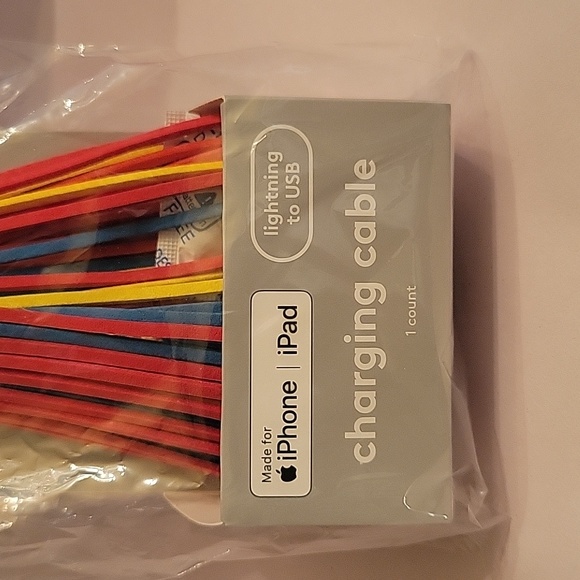 lightning
to USB
charging cable
1 count
Made for
iPhone | iPad